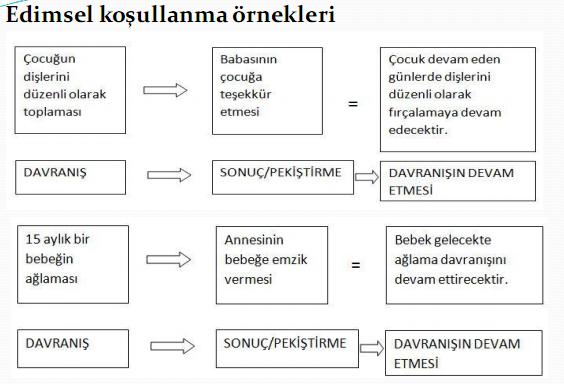 Edimsel koşullanma örnekleri
Çocuğun
dişlerini
düzenli olarak
toplaması
Babasının
çocuğa
teşekkür
etmesi
=
Çocuk devam eden
günlerde dişlerini
düzenli olarak
fırçalamaya devam
edecektir.
DAVRANIŞ
SONUÇ/PEKİŞTİRME
DAVRANIŞIN DEVAM
ETMESİ
15 aylık bir
bebeğin
ağlaması
Annesinin
bebeğe emzik
vermesi
=
Bebek gelecekte
ağlama davranışını
devam ettirecektir.
DAVRANIŞ
SONUÇ/PEKİŞTİRME
DAVRANIŞIN DEVAM
ETMESİ